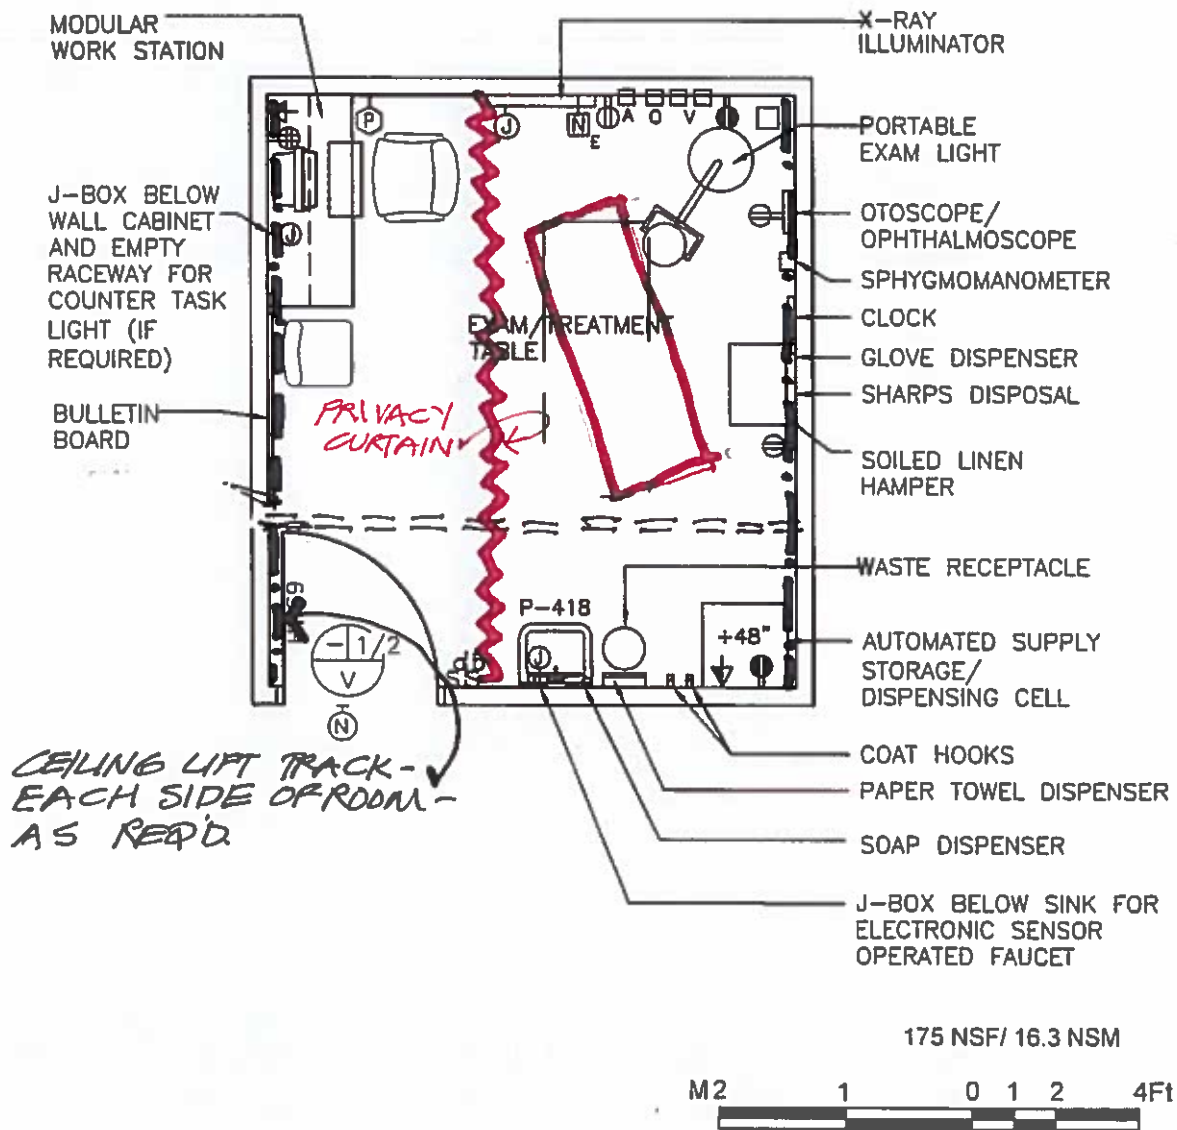 MODULAR
WORK STATION
X-RAY
ILLUMINATOR
P
J
N
E
A
O
V
PORTABLE
EXAM LIGHT
J-BOX BELOW
WALL CABINET
AND EMPTY
RACEWAY FOR
COUNTER TASK
LIGHT (IF
REQUIRED)
J
OTOSCOPE/
OPHTHALMOSCOPE
SPHYGMOMANOMETER
CLOCK
EXAM/TREATMENT
TABLE
GLOVE DISPENSER
SHARPS DISPOSAL
BULLETIN
BOARD
PRIVACY
CURTAIN
SOILED LINEN
HAMPER
WASTE RECEPTACLE
P-418
J
+48"
- 1/2
V
N
AUTOMATED SUPPLY
STORAGE/
DISPENSING CELL
COAT HOOKS
PAPER TOWEL DISPENSER
SOAP DISPENSER
CEILING LIFT TRACK-
EACH SIDE OF ROOM-
AS REQ'D.
J-BOX BELOW SINK FOR
ELECTRONIC SENSOR
OPERATED FAUCET
175 NSF/ 16.3 NSM
M2 1 0 1 2 4Ft